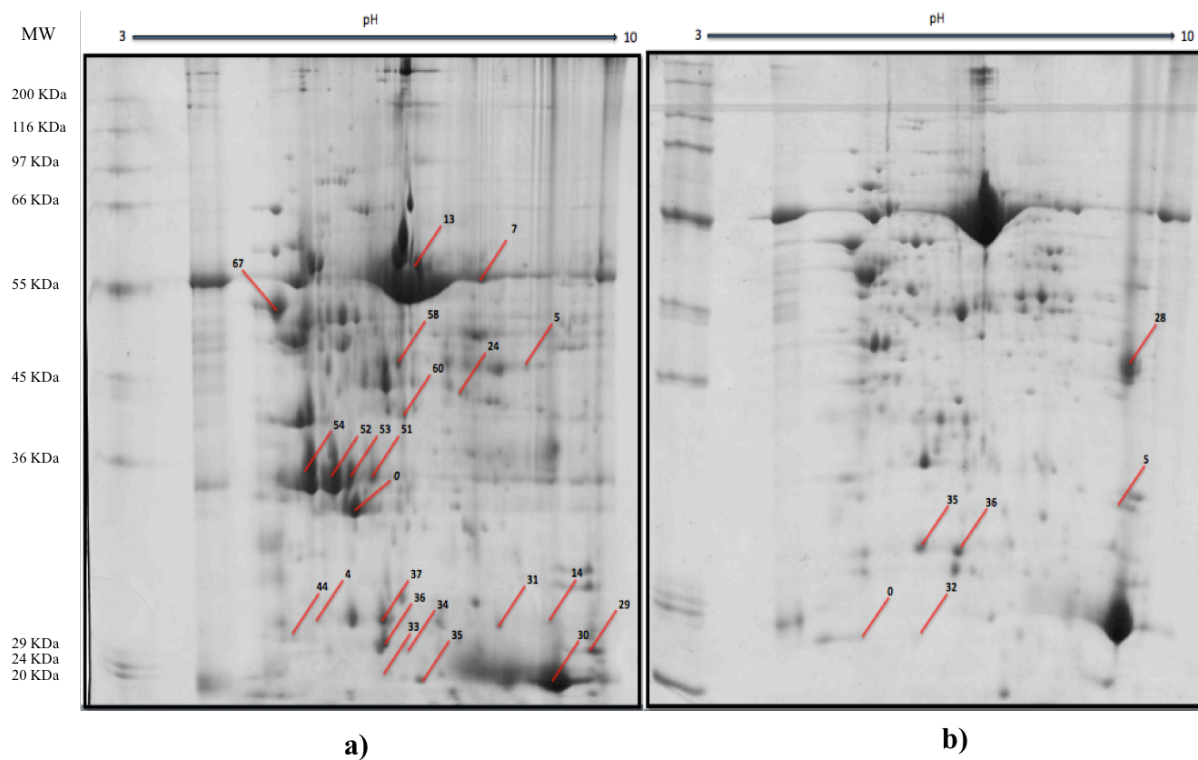 pH pH
MW 3 10 3 10
200 KDa
116 KDa
97 KDa
66 KDa
13 7
67
55 KDa
58 5 28
24
45 KDa
60
54 52 53 51
36 KDa
0 5
35 36
44 4 37 31 14 0 32
36 34 29
33 35 30
29 KDa
24 KDa
20 KDa
a) b)